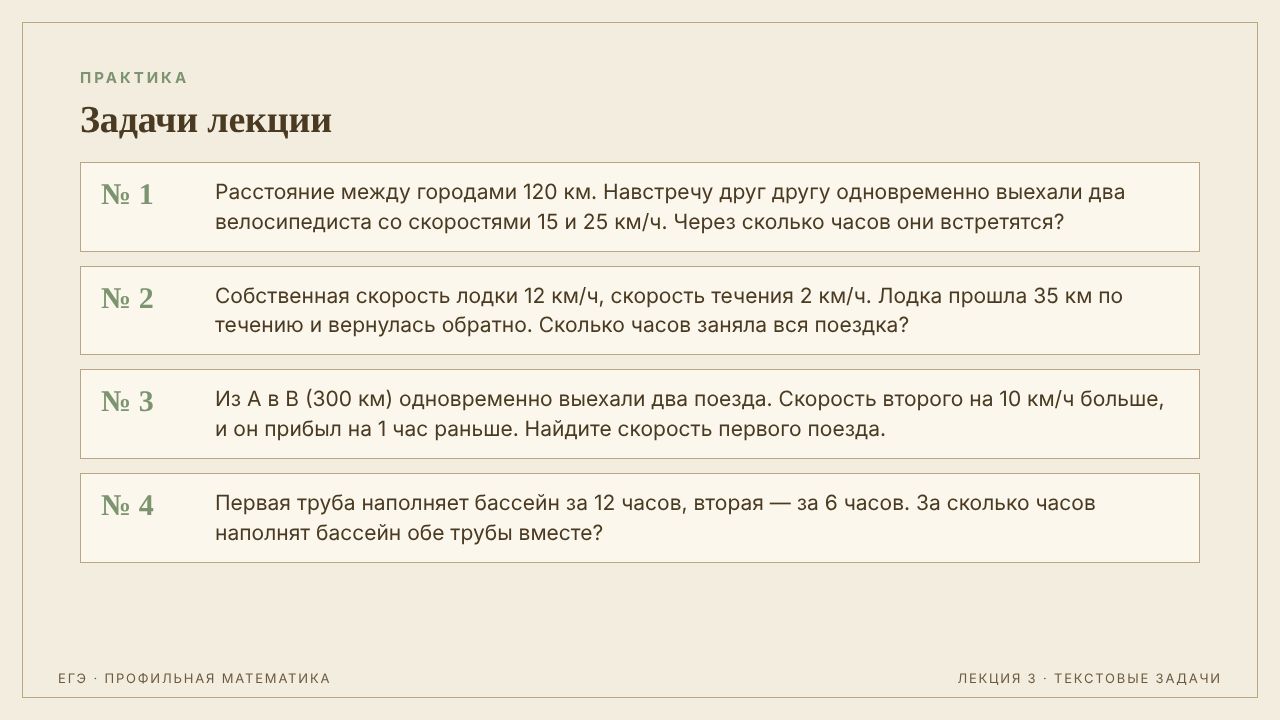 ПРАКТИКА
Задачи лекции
№ 1
Расстояние между городами 120 км. Навстречу друг другу одновременно выехали два
велосипедиста со скоростями 15 и 25 км/ч. Через сколько часов они встретятся?
№ 2
Собственная скорость лодки 12 км/ч, скорость течения 2 км/ч. Лодка прошла 35 км по
течению и вернулась обратно. Сколько часов заняла вся поездка?
№ 3
Из А в В (300 км) одновременно выехали два поезда. Скорость второго на 10 км/ч больше,
и он прибыл на 1 час раньше. Найдите скорость первого поезда.
№ 4
Первая труба наполняет бассейн за 12 часов, вторая — за 6 часов. За сколько часов
наполнят бассейн обе трубы вместе?
ЕГЭ · ПРОФИЛЬНАЯ МАТЕМАТИКА
ЛЕКЦИЯ 3 · ТЕКСТОВЫЕ ЗАДАЧИ